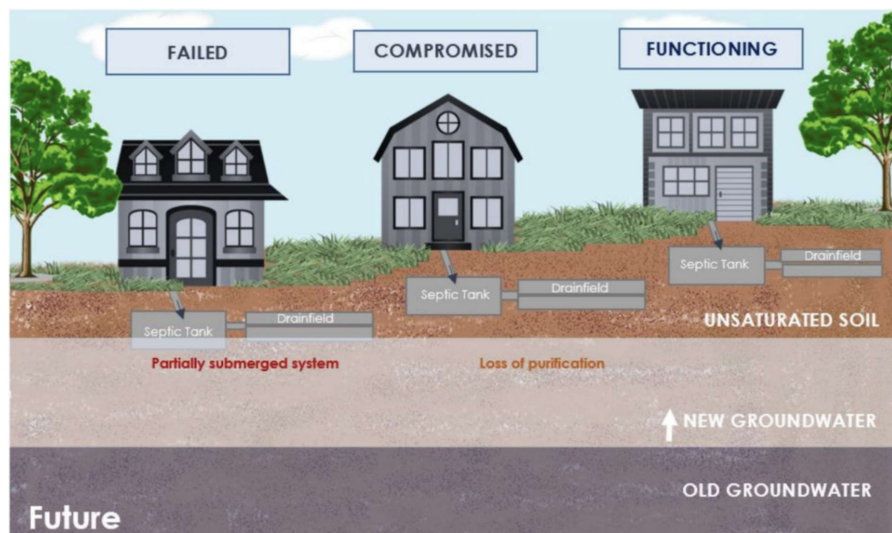 FAILED
COMPROMISED
FUNCTIONING
Septic Tank
Drainfield
Septic Tank
Drainfield
Septic Tank
Drainfield
UNSATURATED SOIL
Partially submerged system
Loss of purification
NEW GROUNDWATER
OLD GROUNDWATER
Future